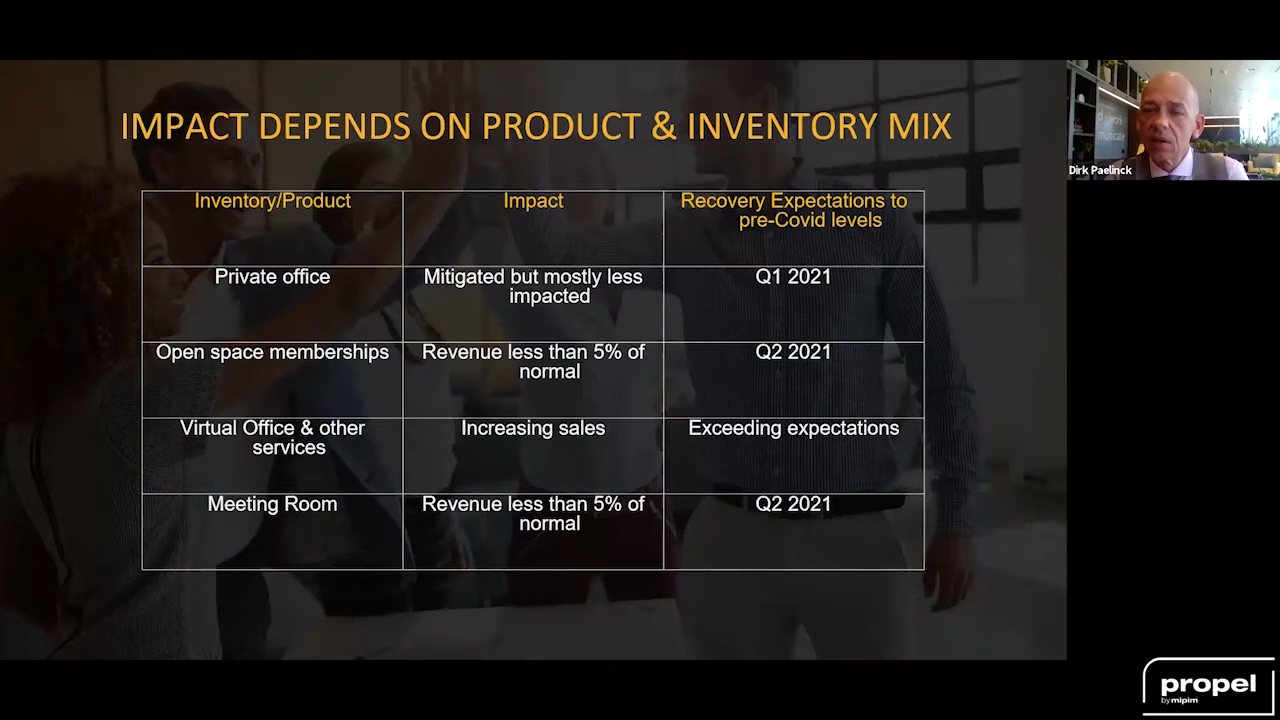 IMPACT DEPENDS ON PRODUCT & INVENTORY MIX
Inventory/Product
Impact
Recovery Expectations to
pre-Covid levels
Private office
Mitigated but mostly less
impacted
Q1 2021
Open space memberships
Revenue less than 5% of
normal
Q2 2021
Virtual Office & other
services
Increasing sales
Exceeding expectations
Meeting Room
Revenue less than 5% of
normal
Q2 2021
Dirk Paelinck
propel
by mipim